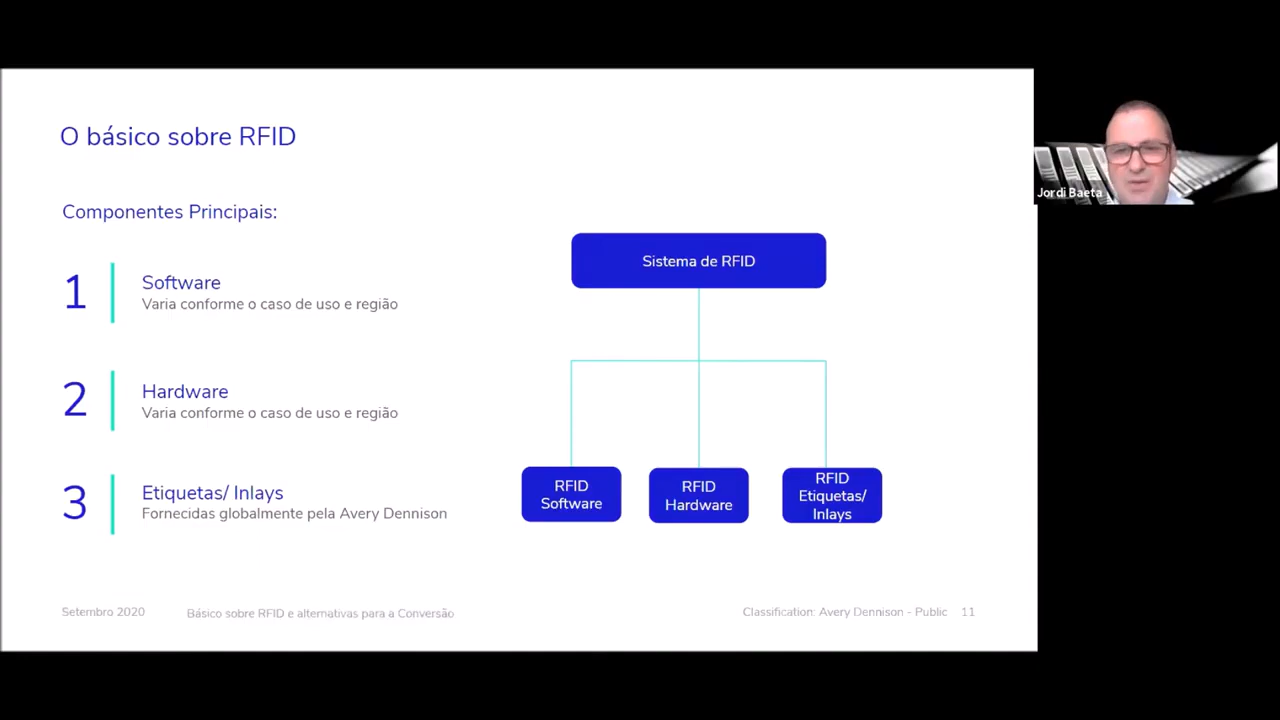 O básico sobre RFID
Componentes Principais:
1
Software
Varia conforme o caso de uso e região
2
Hardware
Varia conforme o caso de uso e região
3
Etiquetas/ Inlays
Fornecidas globalmente pela Avery Dennison
Sistema de RFID
RFID
Software
RFID
Hardware
RFID
Etiquetas/
Inlays
Setembro 2020
Básico sobre RFID e alternativas para a Conversão
Classification: Avery Dennison - Public
11
Jordi Baeta